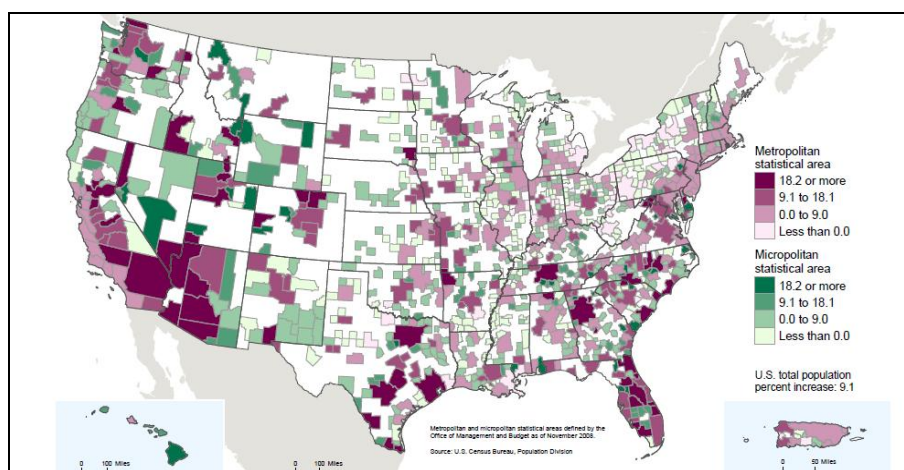 Metropolitan
statistical area
18.2 or more
9.1 to 18.1
0.0 to 9.0
Less than 0.0
Micropolitan
statistical area
18.2 or more
9.1 to 18.1
0.0 to 9.0
Less than 0.0
U.S. total population
percent increase: 9.1
Metropolitan and micropolitan statistical areas defined by the
Office of Management and Budget as of November 2008.
Source: U.S. Census Bureau, Population Division
0 100 Miles
0 100 Miles
0 50 Miles